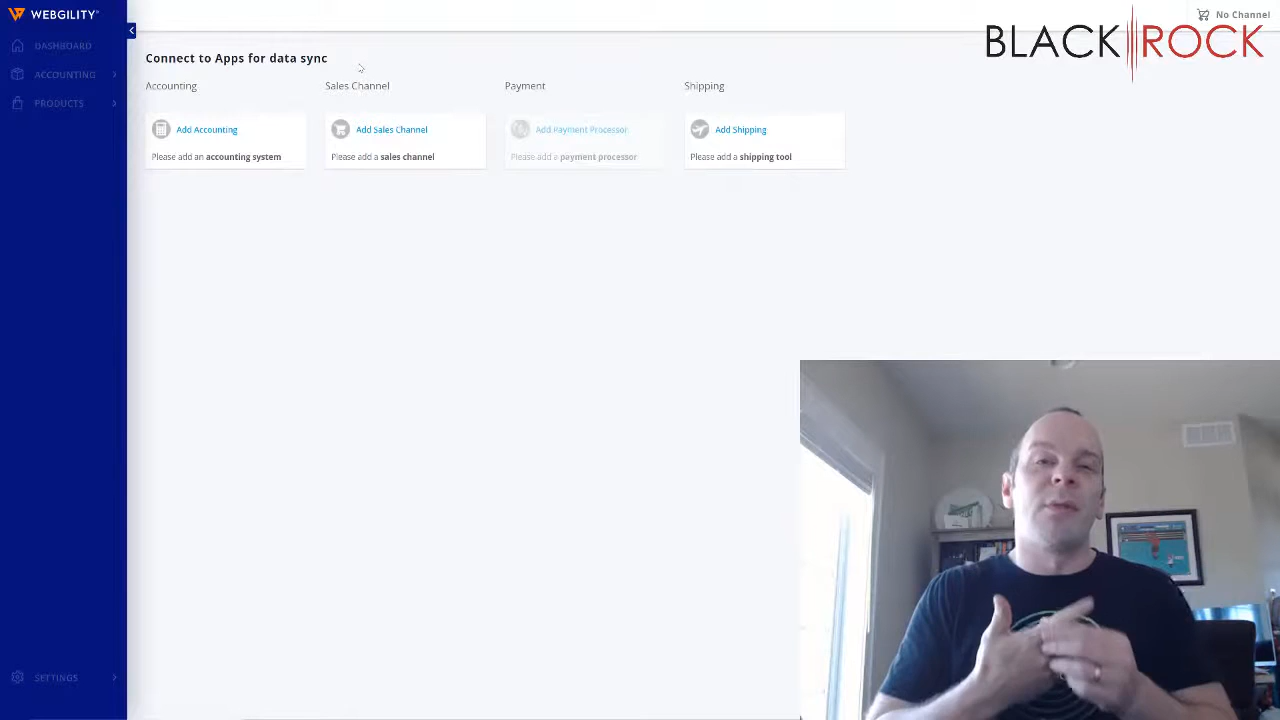 WEBGILITY
No Channel
BLACK ROCK
DASHBOARD
ACCOUNTING
PRODUCTS
Connect to Apps for data sync
Accounting
Sales Channel
Payment
Shipping
Add Accounting
Add Sales Channel
Add Payment Processor
Add Shipping
Please add an accounting system
Please add a sales channel
Please add a payment processor
Please add a shipping tool
SETTINGS